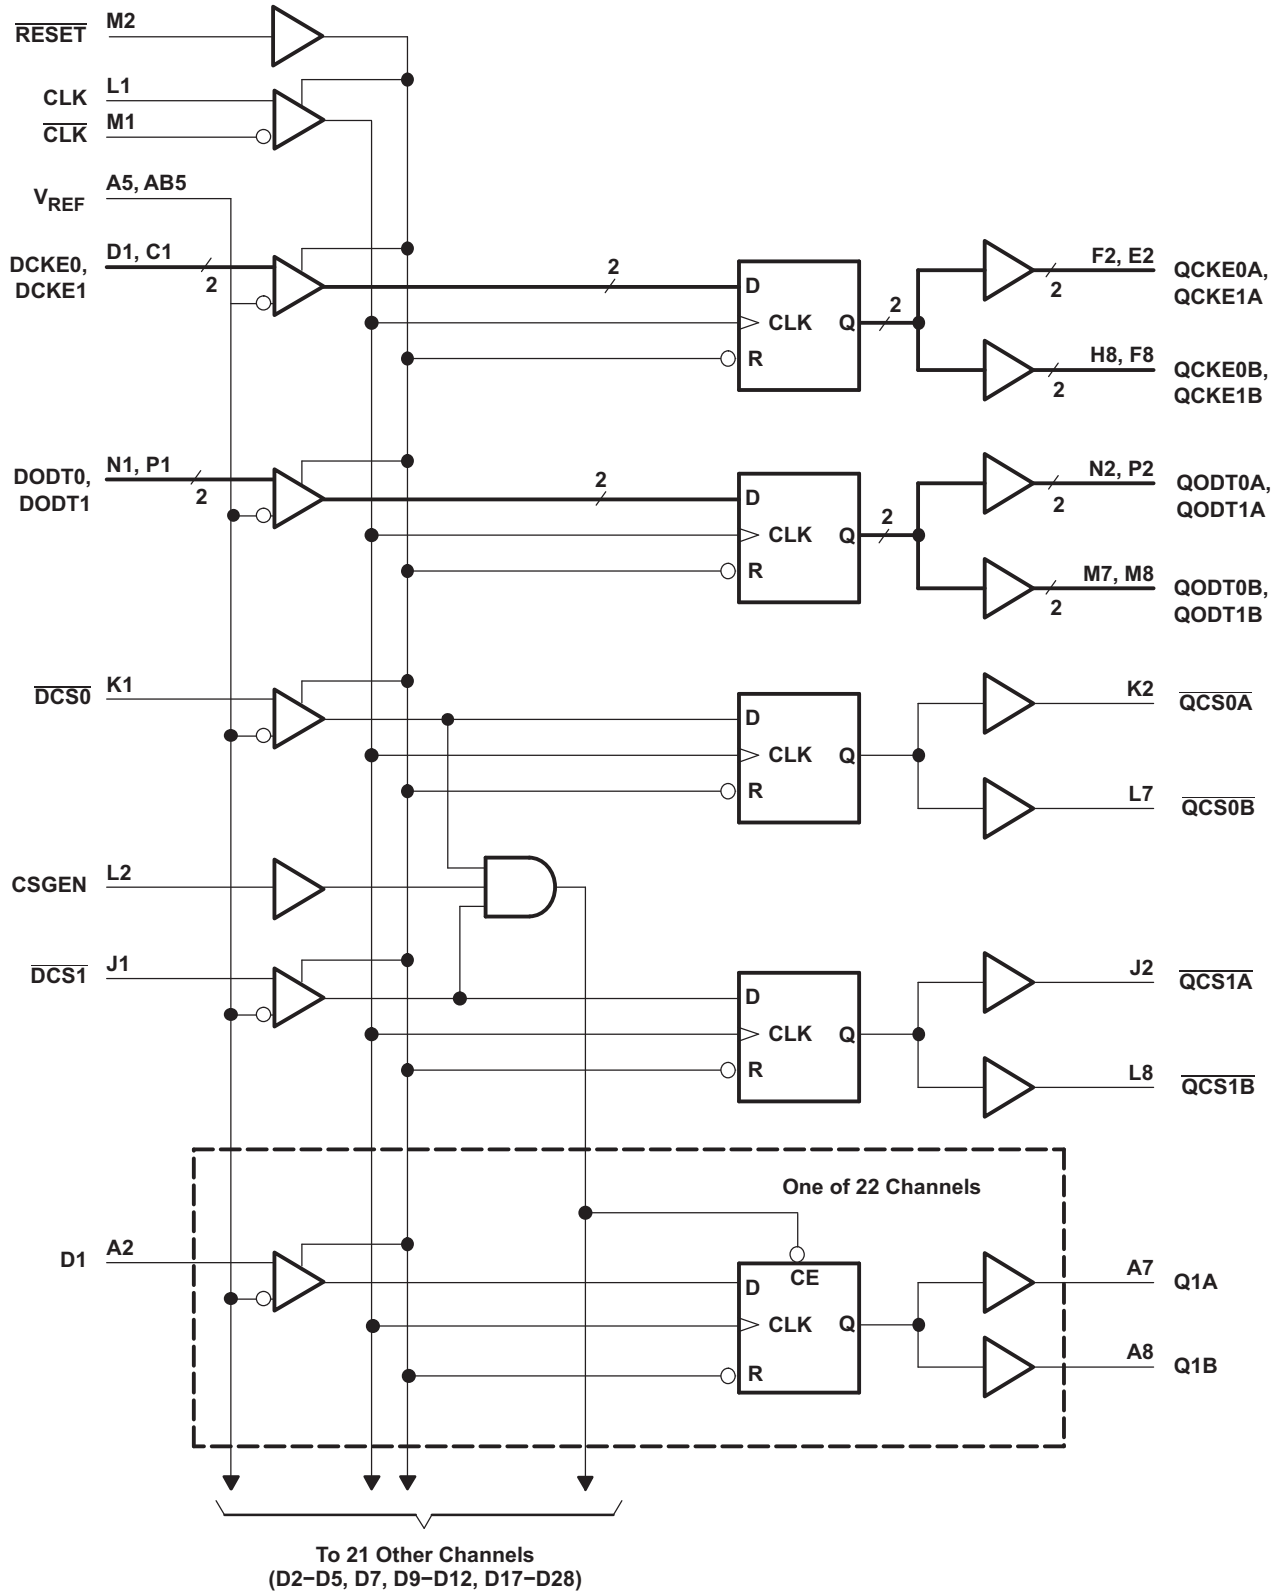 RESET M2
CLK L1
CLK M1
VREF A5, AB5
DCKE0, D1, C1
DCKE1
2
2
D
CLK
R
Q
2
F2, E2
2
QCKE0A,
QCKE1A
H8, F8
2
QCKE0B,
QCKE1B
DODT0, N1, P1
DODT1
2
2
D
CLK
R
Q
2
N2, P2
2
QODT0A,
QODT1A
M7, M8
2
QODT0B,
QODT1B
DCS0 K1
D
CLK
R
Q
K2 QCS0A
L7 QCS0B
CSGEN L2
DCS1 J1
D
CLK
R
Q
J2 QCS1A
L8 QCS1B
One of 22 Channels
D1 A2
CE
D
CLK
R
Q
A7 Q1A
A8 Q1B
To 21 Other Channels
(D2−D5, D7, D9−D12, D17−D28)